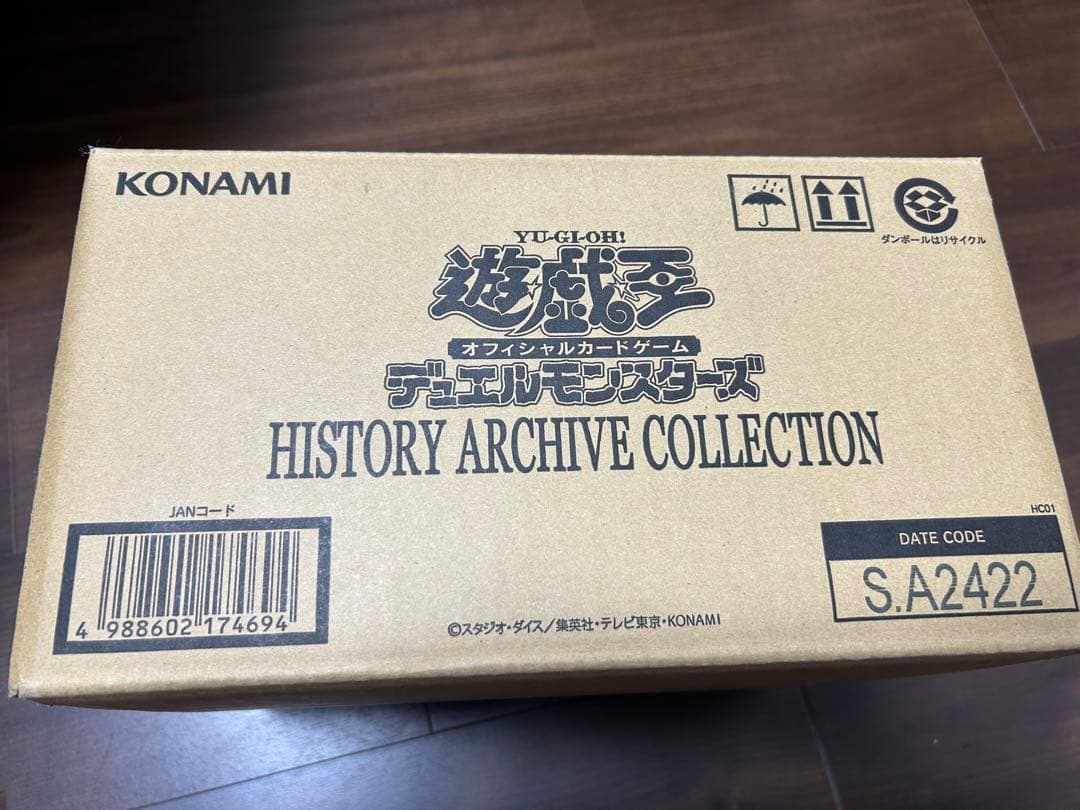 KONAMI
ダンボールはリサイクル
YU-GI-OH!
遊☆戯☆王
オフィシャルカードゲーム
デュエルモンスターズ
HISTORY ARCHIVE COLLECTION
JANコード
4 988602 174694
HC01
DATE CODE
S.A2422
©スタジオ・ダイス/集英社・テレビ東京・KONAMI